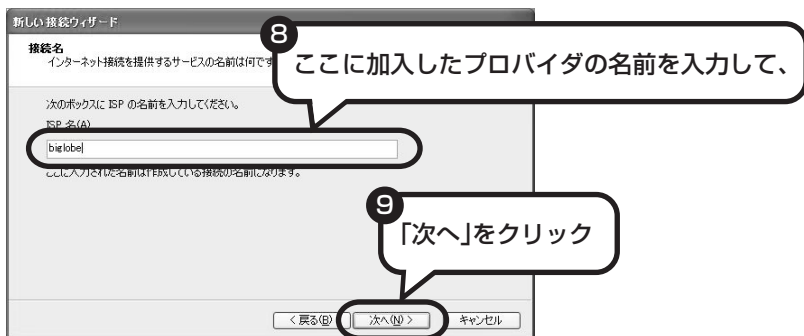 新しい接続ウィザード
接続名
インターネット接続を提供するサービスの名前は何です
8
ここに加入したプロバイダの名前を入力して、
次のボックスに ISP の名前を入力してください。
ISP 名(A)
biglobe
ここに入力された名前は作成している接続の名前になります。
9
「次へ」をクリック
< 戻る(B)
次へ(N) >
キャンセル